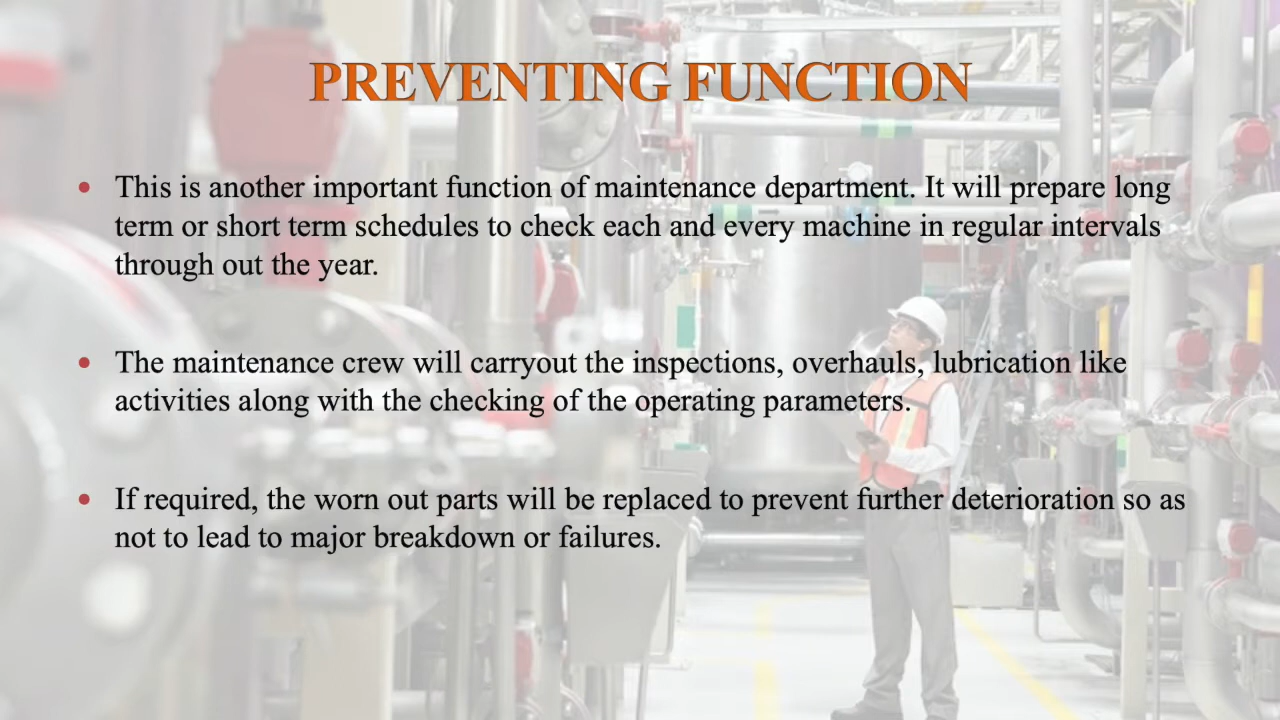 PREVENTING FUNCTION
• This is another important function of maintenance department. It will prepare long
term or short term schedules to check each and every machine in regular intervals
through out the year.
• The maintenance crew will carryout the inspections, overhauls, lubrication like
activities along with the checking of the operating parameters.
• If required, the worn out parts will be replaced to prevent further deterioration so as
not to lead to major breakdown or failures.